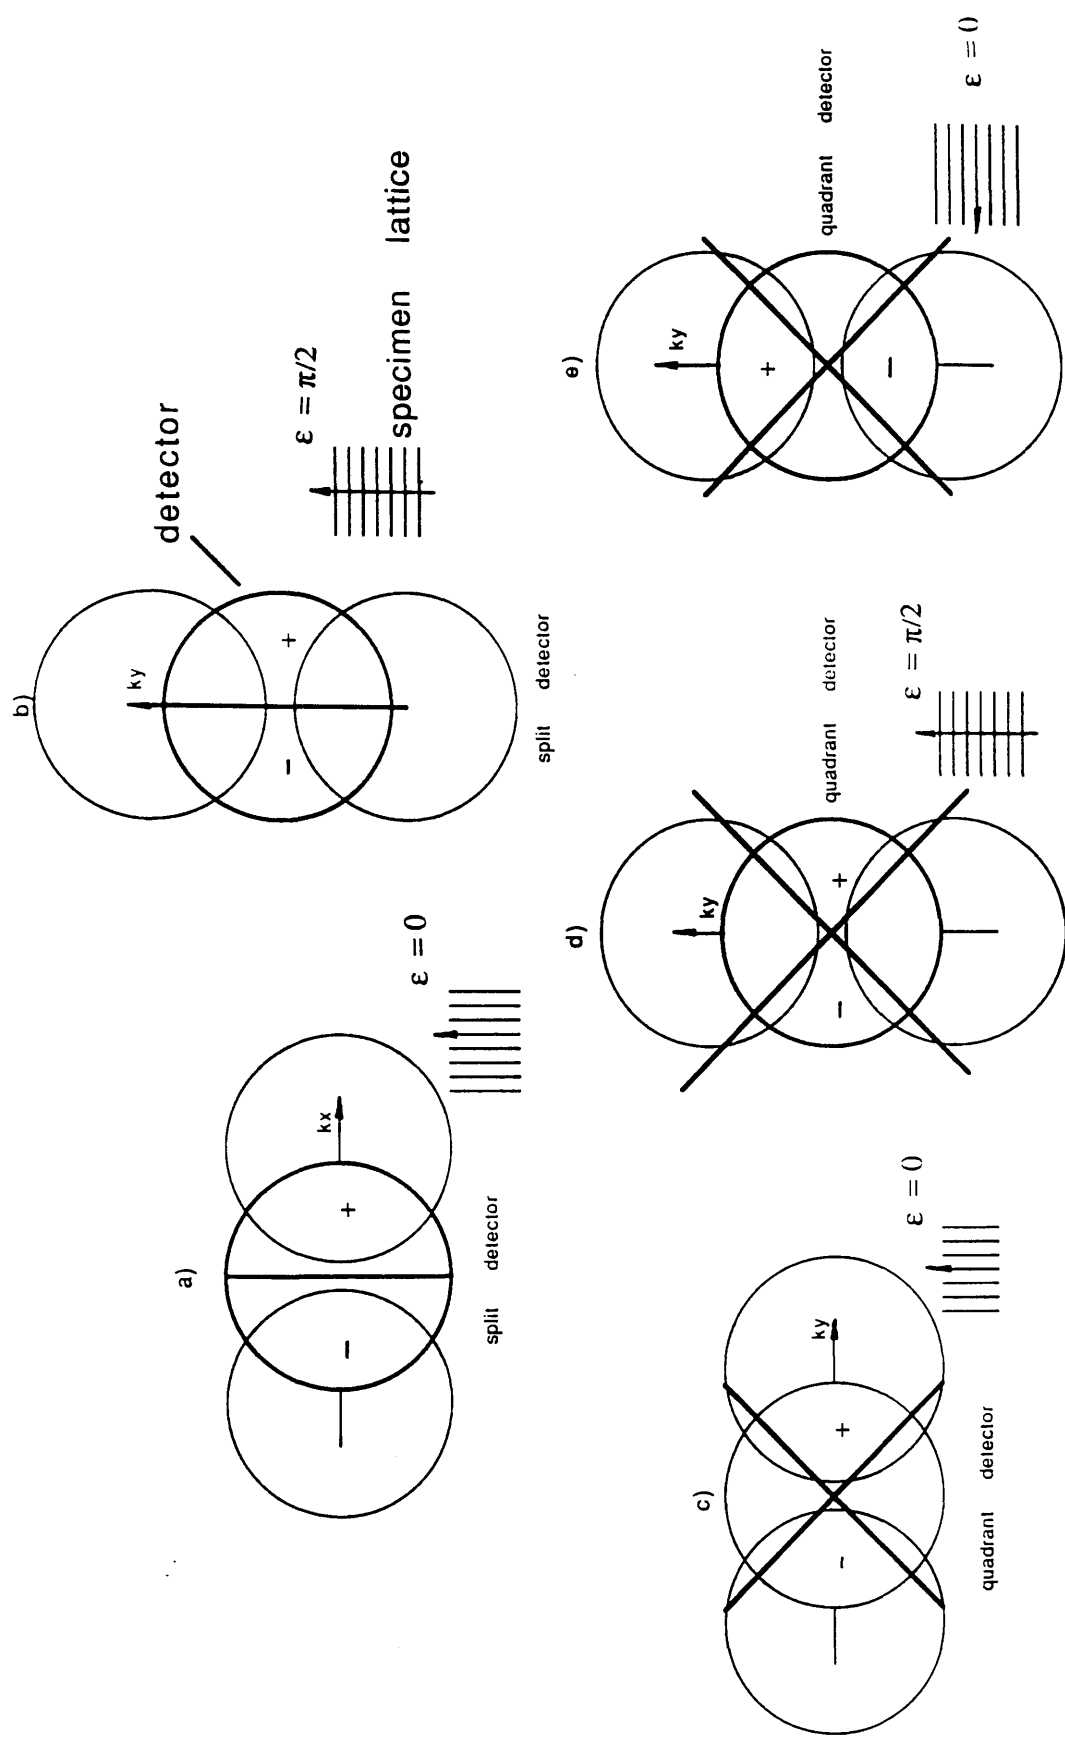 a)
kx
+
−
ε = 0
split detector
b)
ky
−
+
detector
ε = π/2
specimen lattice
split detector
c)
ky
−
+
ε = 0
quadrant detector
d)
ky
−
+
quadrant detector
ε = π/2
e)
ky
+
−
quadrant detector
ε = 0